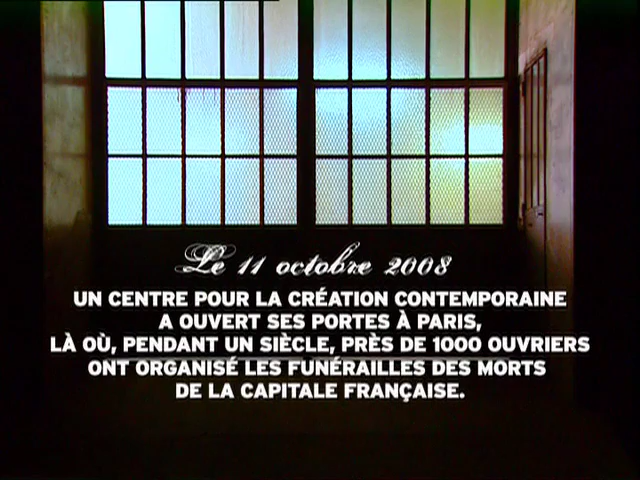 Le 11 octobre 2008
UN CENTRE POUR LA CRÉATION CONTEMPORAINE
A OUVERT SES PORTES À PARIS,
LÀ OÙ, PENDANT UN SIÈCLE, PRÈS DE 1000 OUVRIERS
ONT ORGANISÉ LES FUNÉRAILLES DES MORTS
DE LA CAPITALE FRANÇAISE.